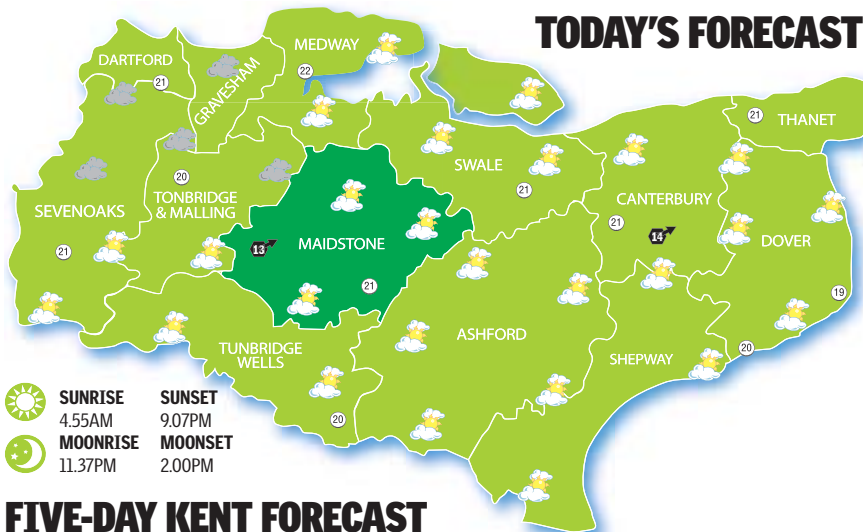 TODAY'S FORECAST
MEDWAY
DARTFORD
GRAVESHAM
22
21
21
THANET
SWALE
20
TONBRIDGE
& MALLING
21
CANTERBURY
SEVENOAKS
21
14
DOVER
13
MAIDSTONE
21
21
19
ASHFORD
TUNBRIDGE
WELLS
20
SHEPWAY
20
SUNRISE SUNSET
4.55AM 9.07PM
MOONRISE MOONSET
11.37PM 2.00PM
FIVE-DAY KENT FORECAST